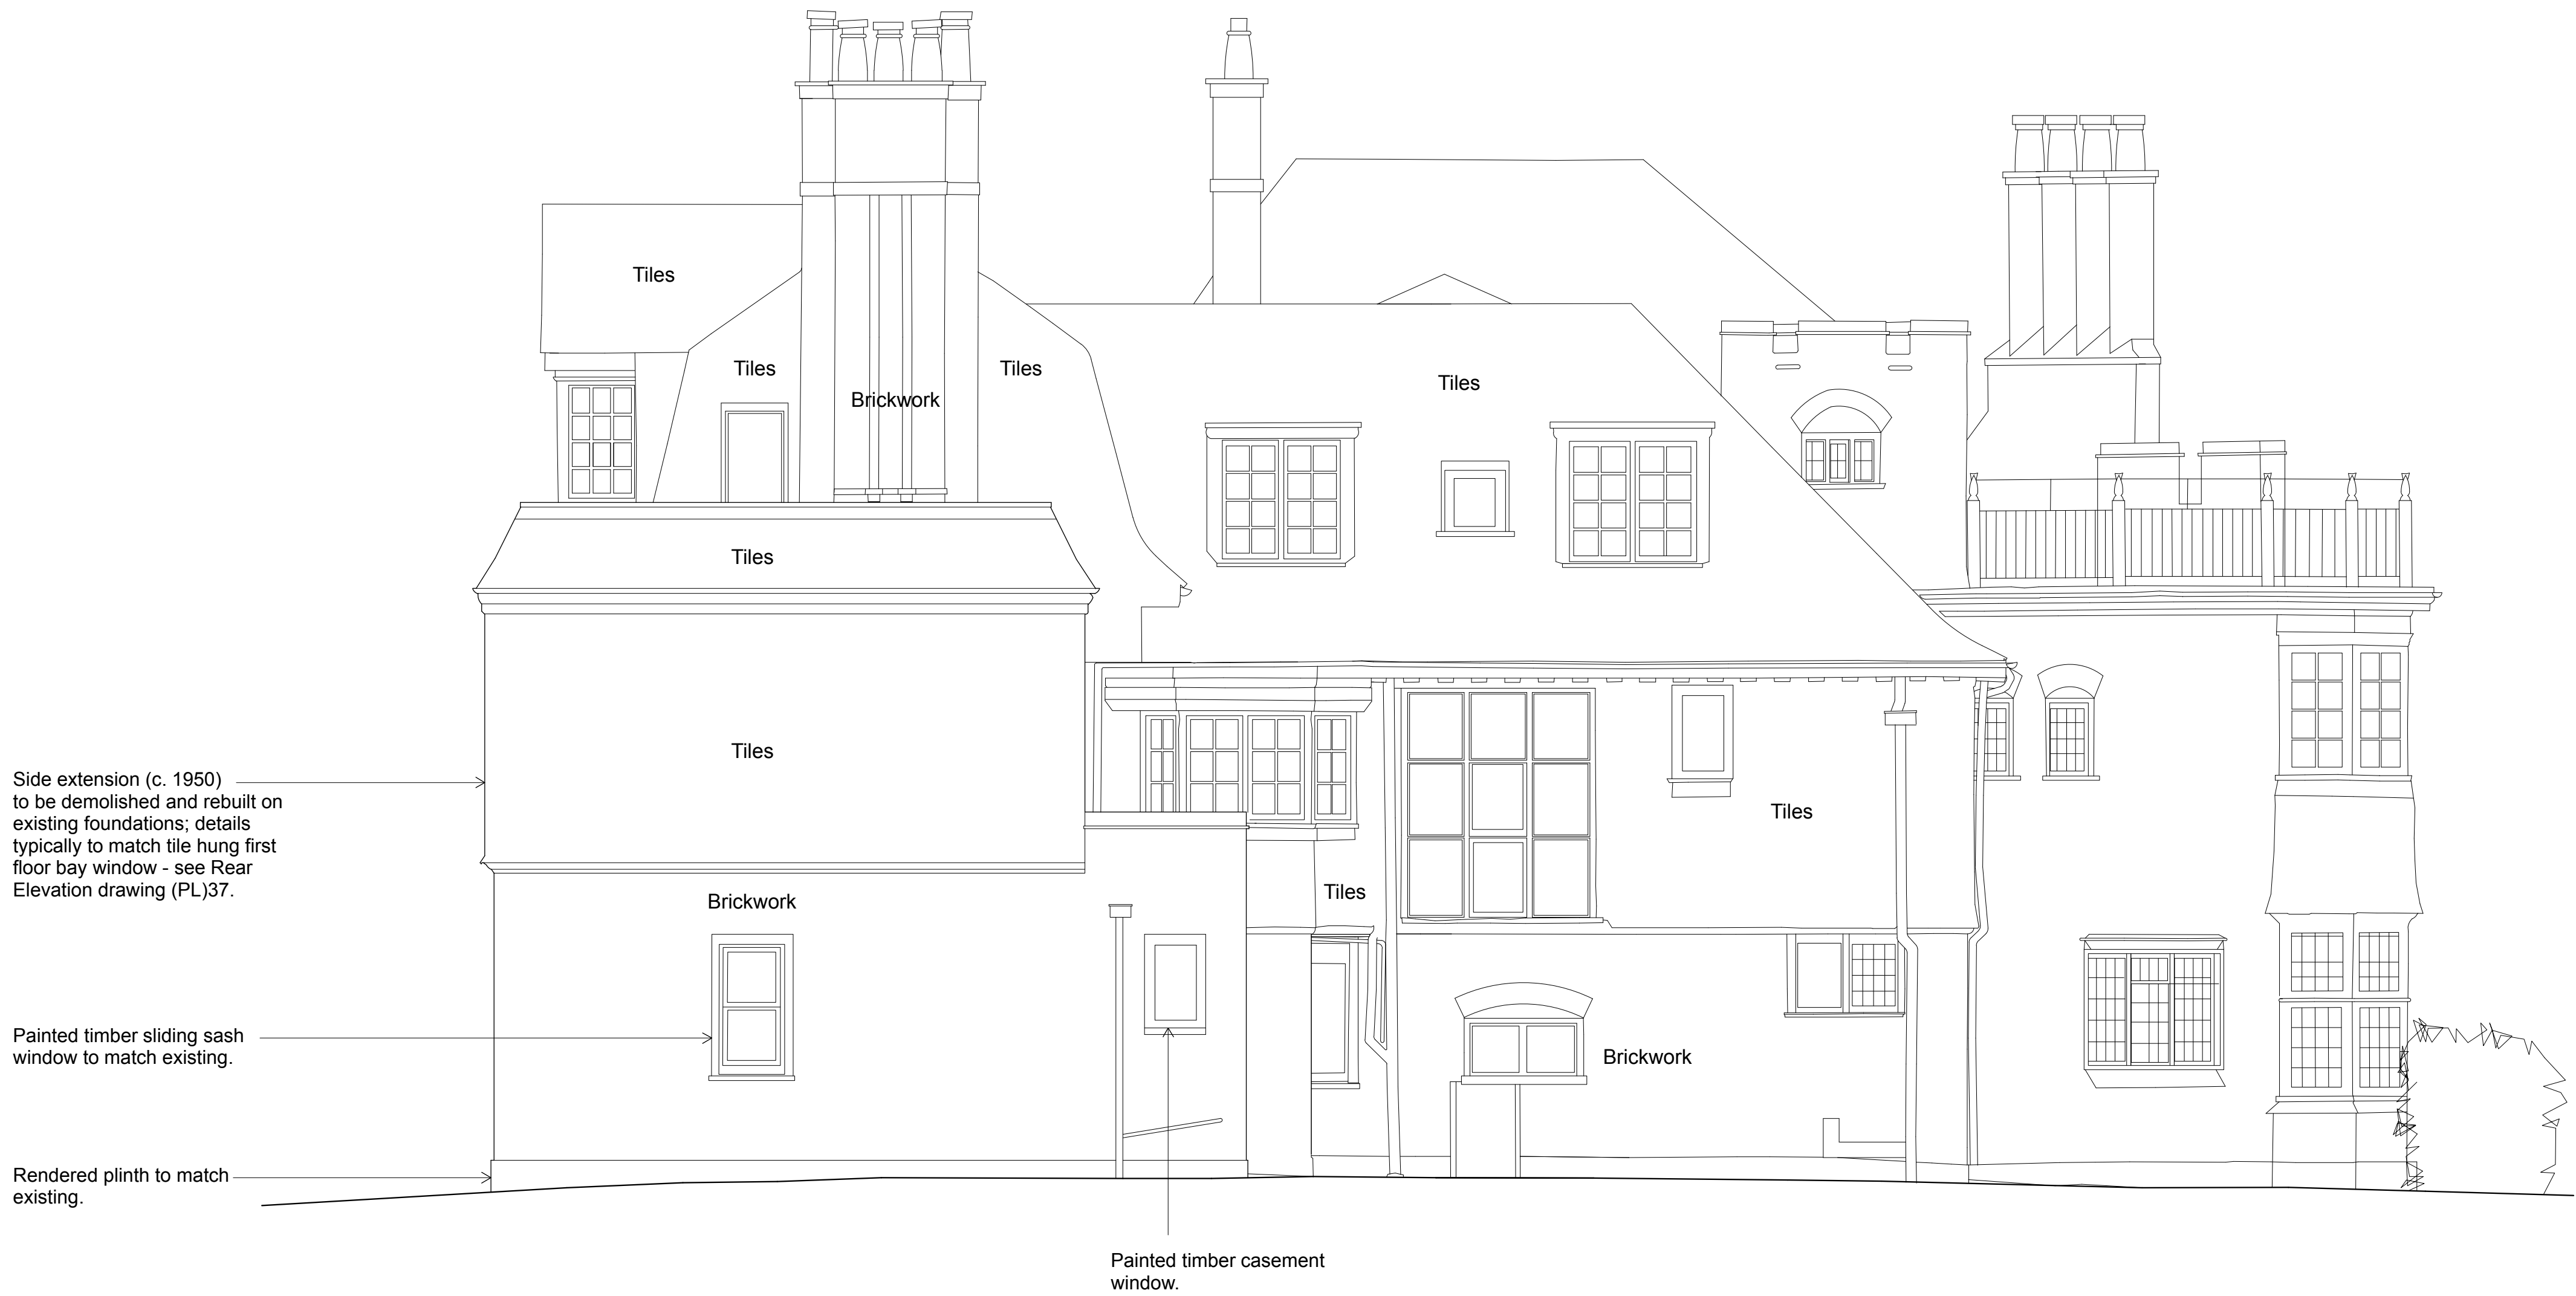 Tiles
Tiles
Tiles
Tiles
Brickwork
Tiles
Tiles
Side extension (c. 1950)
to be demolished and rebuilt on
existing foundations; details
typically to match tile hung first
floor bay window - see Rear
Elevation drawing (PL)37.
Tiles
Tiles
Brickwork
Painted timber sliding sash
window to match existing.
Brickwork
Rendered plinth to match
existing.
Painted timber casement
window.